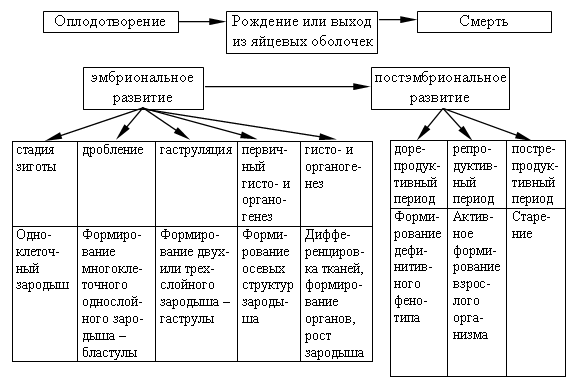 Оплодотворение
Рождение или выход
из яйцевых оболочек
Смерть
эмбриональное
развитие
постэмбриональное
развитие
стадия
зиготы
дробление
гаструляция
первич-
ный
гисто- и
органо-
генез
гисто- и
органоге-
нез
доре-
продук-
тивный
период
репро-
дуктив-
ный
период
постре-
продук-
тивный
период
Одно-
клеточ-
ный
зародыш
Формиро-
вание
многокле-
точного
однослой-
ного заро-
дыша –
бластулы
Формиро-
вание двух-
или трех-
слойного
зародыша –
гаструлы
Форми-
рование
осевых
структур
зароды-
ша
Диффе-
ренциров-
ка тканей,
формиро-
вание
органов,
рост
зародыша
Форми-
рование
дефи-
нитив-
ного
фено-
типа
Актив-
ное
форми-
рование
взрос-
лого
орга-
низма
Старе-
ние